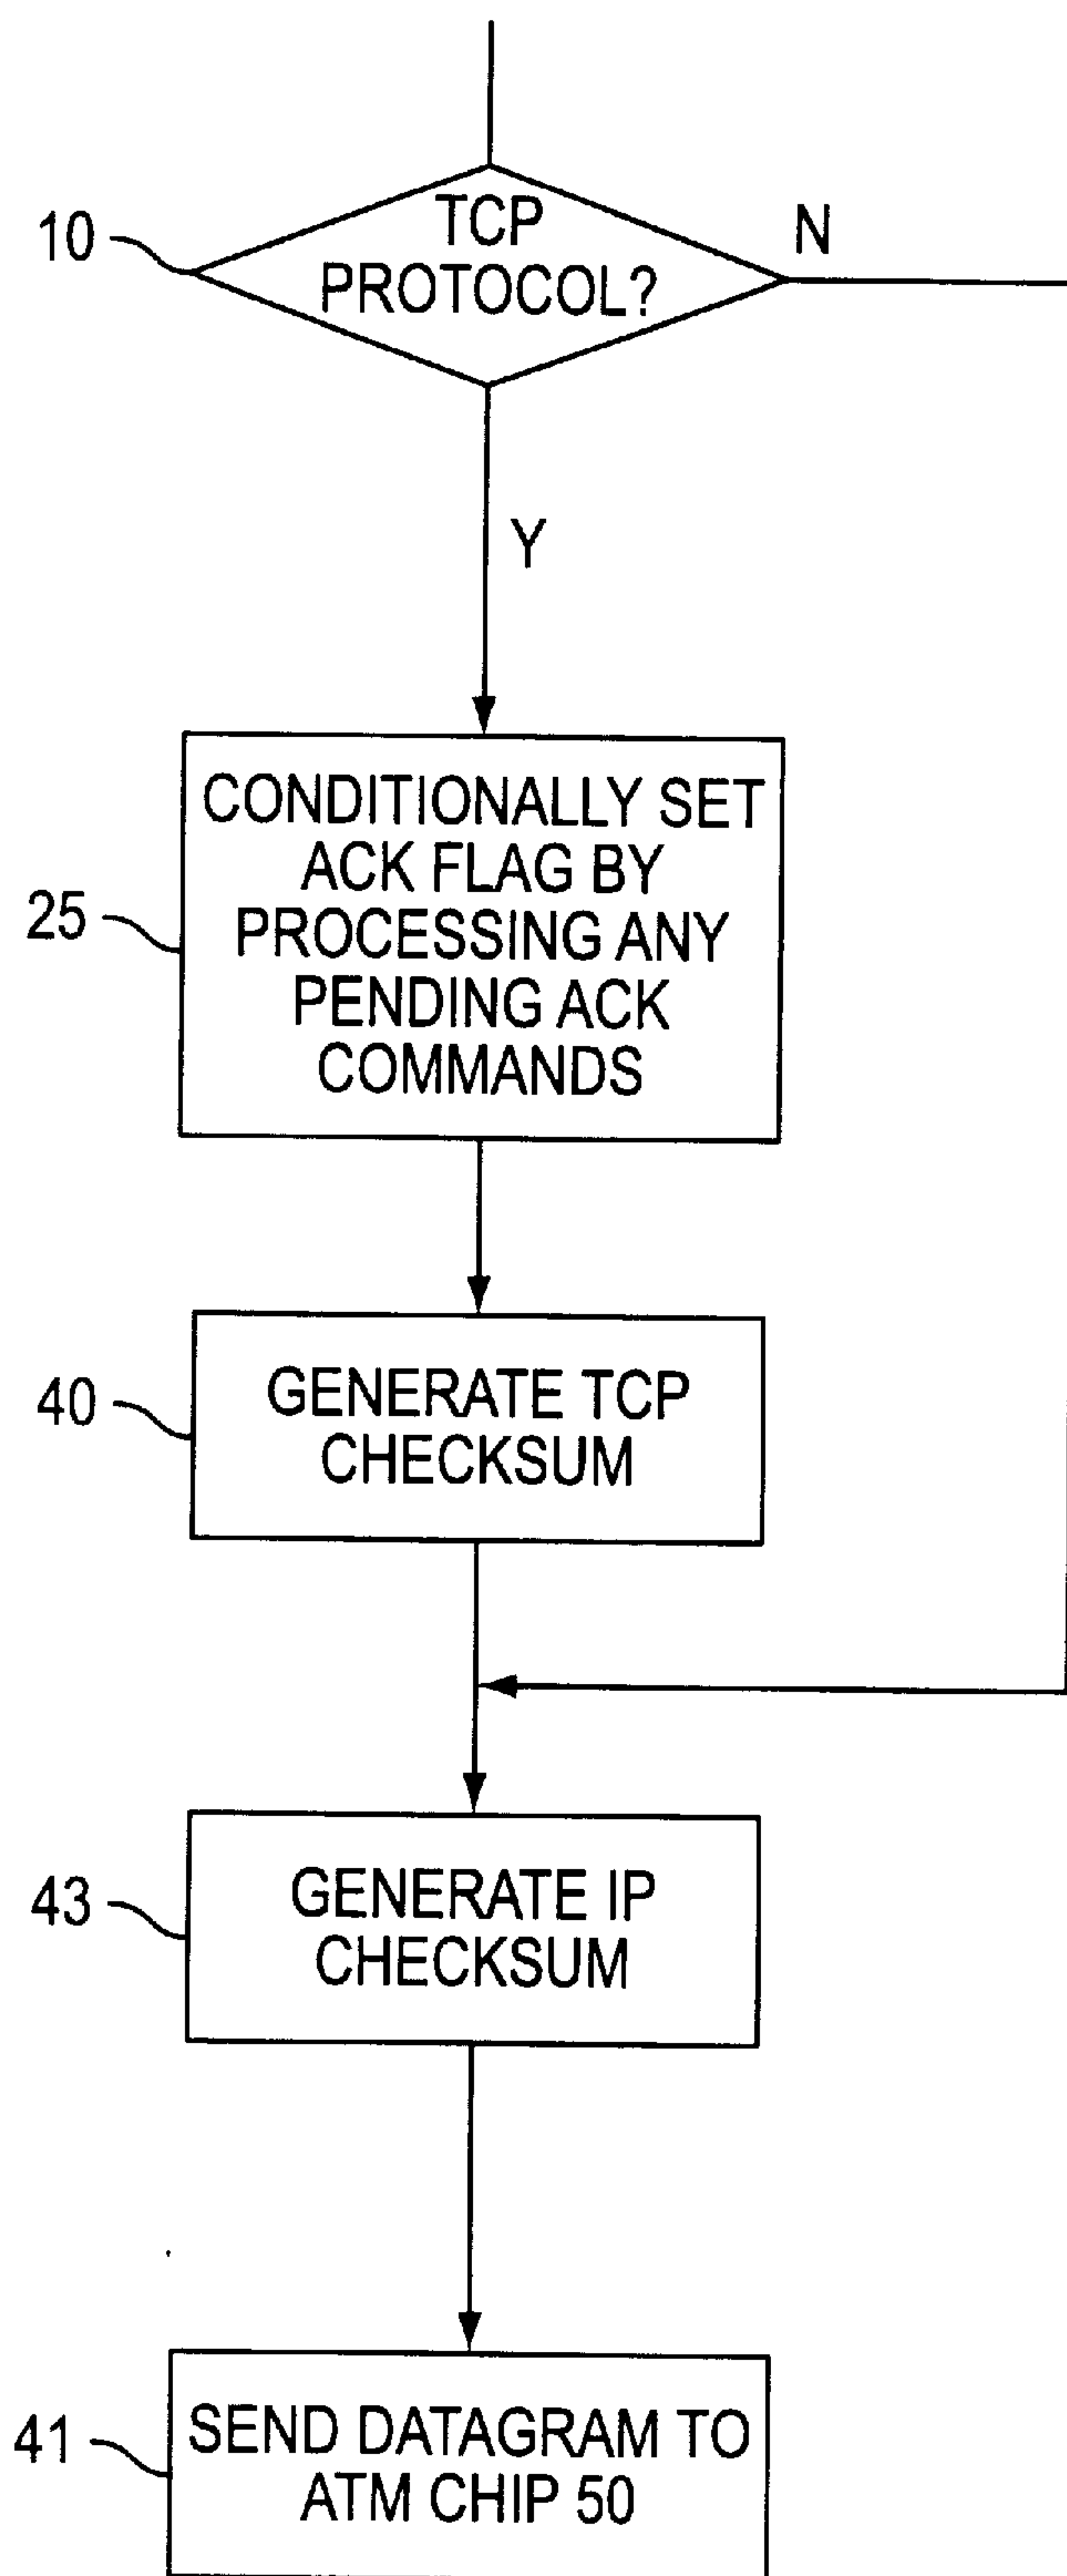 TCP
PROTOCOL?
10
N
Y
CONDITIONALLY SET
ACK FLAG BY
PROCESSING ANY
PENDING ACK
COMMANDS
25
GENERATE TCP
CHECKSUM
40
GENERATE IP
CHECKSUM
43
SEND DATAGRAM TO
ATM CHIP 50
41